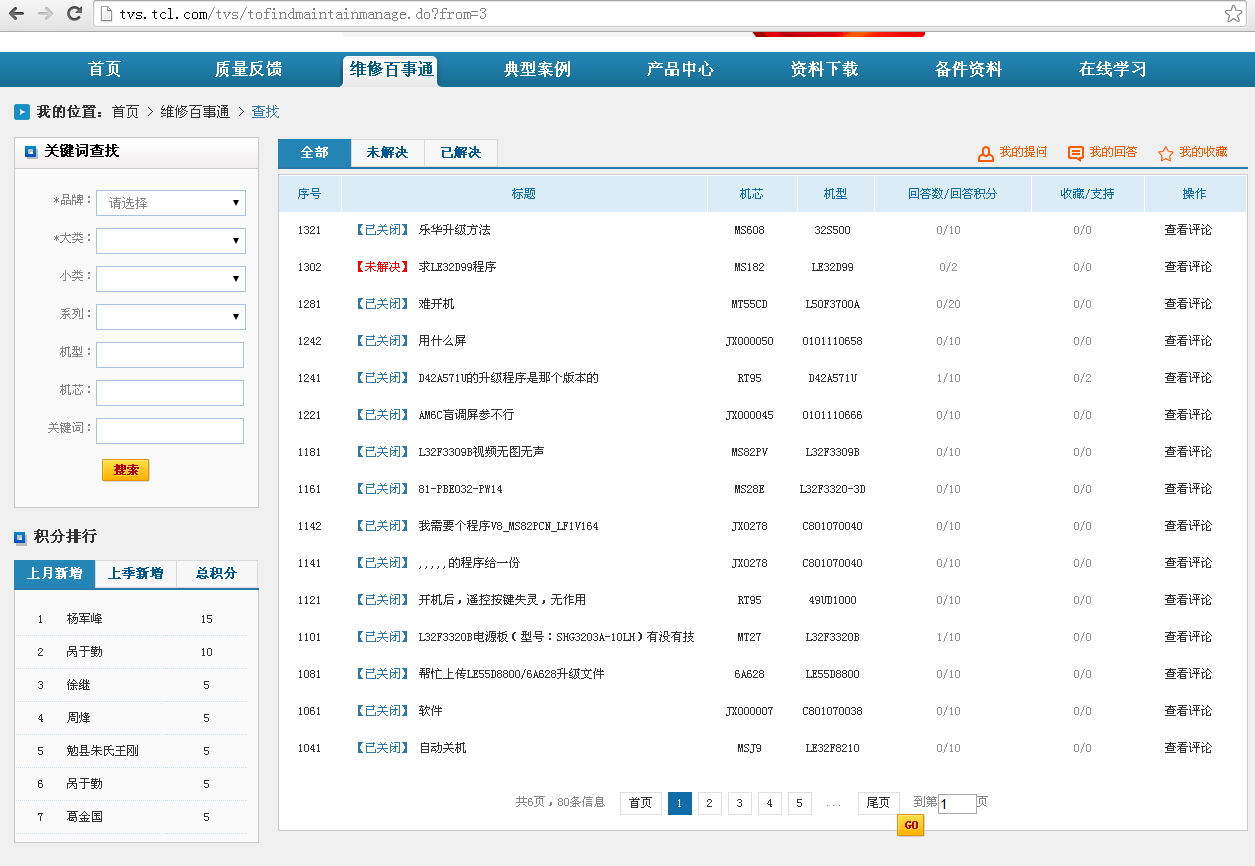 tvs.tcl.com/tvs/tofindmaintainmanage.do?from=3
首页 质量反馈 维修百事通 典型案例 产品中心 资料下载 备件资料 在线学习
我的位置：首页 > 维修百事通 > 查找
关键词查找
*品牌： 请选择
*大类：
小类：
系列：
机型：
机芯：
关键词：
搜索
积分排行
上月新增 上季新增 总积分
1 杨军峰 15
2 呙于勤 10
3 徐继 5
4 周烽 5
5 勉县朱氏王刚 5
6 呙于勤 5
7 葛金国 5
全部 未解决 已解决 我的提问 我的回答 我的收藏
序号 标题 机芯 机型 回答数/回答积分 收藏/支持 操作
1321 【已关闭】 乐华升级方法 MS608 32S500 0/10 0/0 查看评论
1302 【未解决】 求LE32D99程序 MS182 LE32D99 0/2 0/0 查看评论
1281 【已关闭】 难开机 MT55CD L50F3700A 0/20 0/0 查看评论
1242 【已关闭】 用什么屏 JX000050 0101110658 0/10 0/0 查看评论
1241 【已关闭】 D42A571U的升级程序是那个版本的 RT95 D42A571U 1/10 0/2 查看评论
1221 【已关闭】 AM6C盲调屏参不行 JX000045 0101110666 0/10 0/0 查看评论
1181 【已关闭】 L32F3309B视频无图无声 MS82PV L32F3309B 0/10 0/0 查看评论
1161 【已关闭】 81-PBE032-PW14 MS28E L32F3320-3D 0/10 0/0 查看评论
1142 【已关闭】 我需要个程序V8_MS82PCN_LF1V164 JX0278 C801070040 0/10 0/0 查看评论
1141 【已关闭】 ,,,,,的程序给一份 JX0278 C801070040 0/10 0/0 查看评论
1121 【已关闭】 开机后，遥控按键失灵，无作用 RT95 49UD1000 0/10 0/0 查看评论
1101 【已关闭】 L32F3320B电源板（型号：SHG3203A-10LH）有没有技 MT27 L32F3320B 1/10 0/0 查看评论
1081 【已关闭】 帮忙上传LE55D8800/6A628升级文件 6A628 LE55D8800 0/10 0/0 查看评论
1061 【已关闭】 软件 JX000007 C801070038 0/10 0/0 查看评论
1041 【已关闭】 自动关机 MSJ9 LE32F8210 0/10 0/0 查看评论
共6页，80条信息 首页 1 2 3 4 5 ... 尾页 到第 1 页
GO